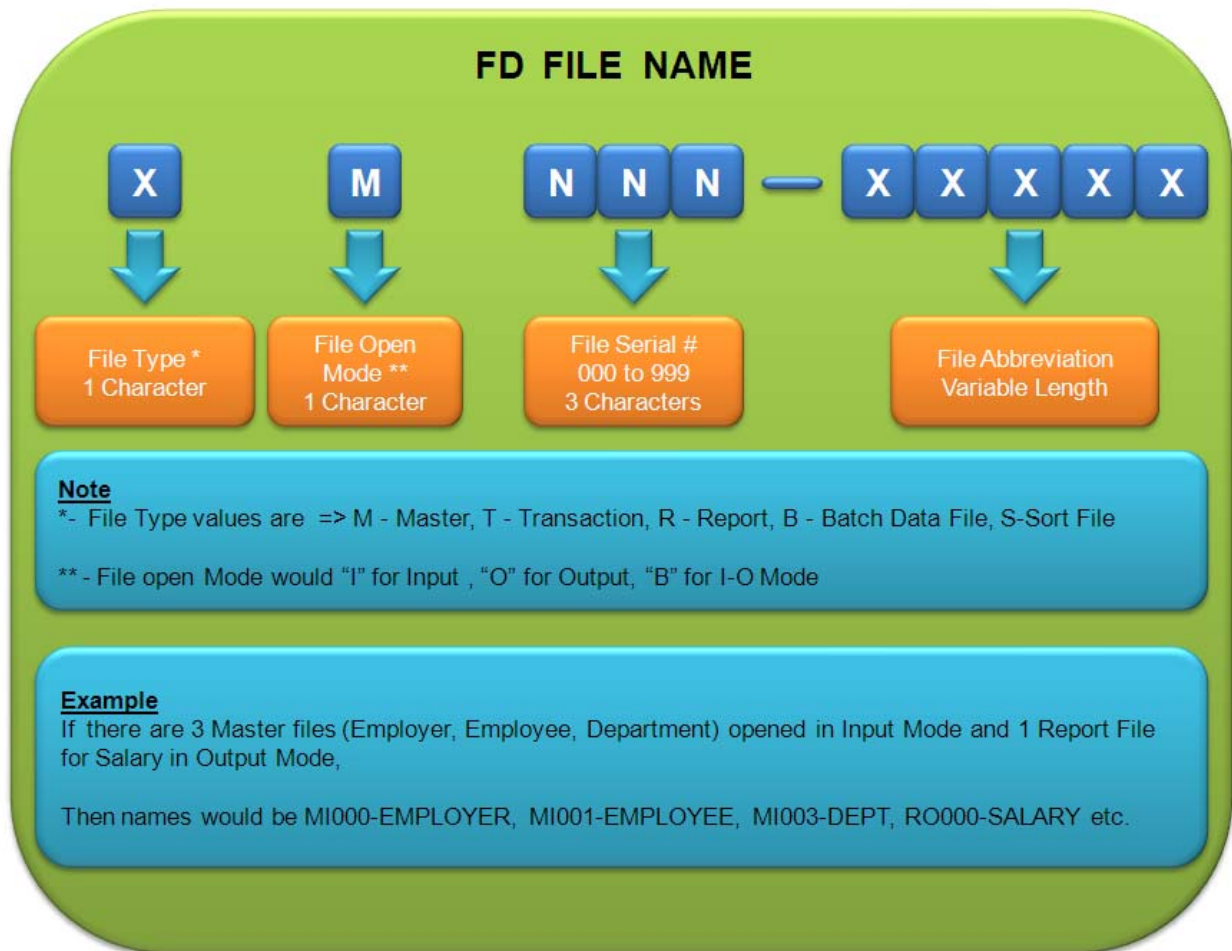 FD FILE NAME
X M N N N – X X X X X
File Type *
1 Character
File Open
Mode **
1 Character
File Serial #
000 to 999
3 Characters
File Abbreviation
Variable Length
Note
*- File Type values are => M - Master, T - Transaction, R - Report, B - Batch Data File, S-Sort File
** - File open Mode would “I” for Input , “O” for Output, “B” for I-O Mode
Example
If there are 3 Master files (Employer, Employee, Department) opened in Input Mode and 1 Report File
for Salary in Output Mode,
Then names would be MI000-EMPLOYER, MI001-EMPLOYEE, MI003-DEPT, RO000-SALARY etc.